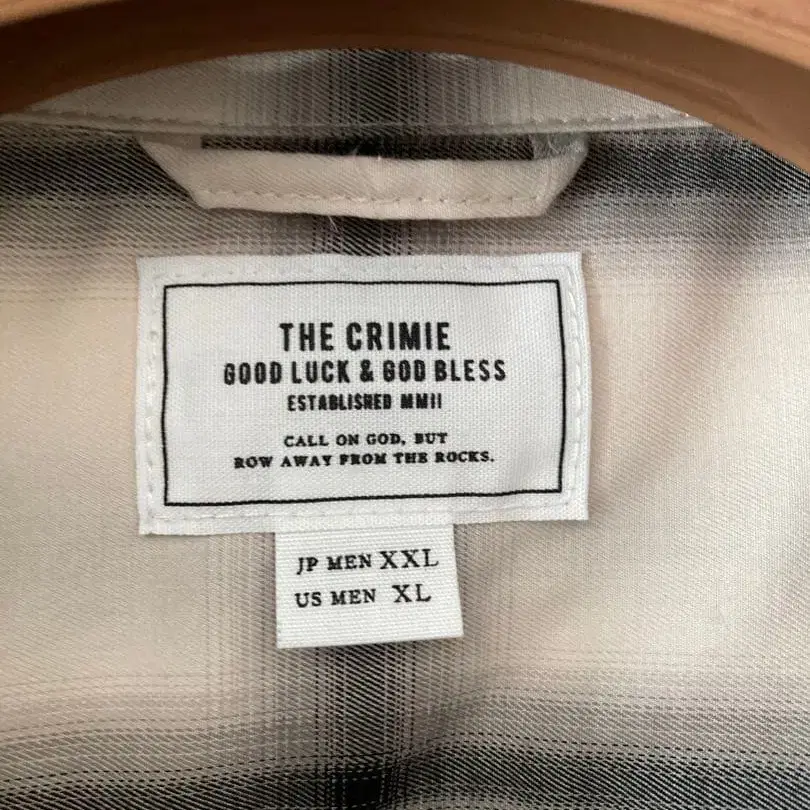 THE CRIMIE
GOOD LUCK & GOD BLESS
ESTABLISHED MMII
CALL ON GOD, BUT
ROW AWAY FROM THE ROCKS.
JP MEN XXL
US MEN XL